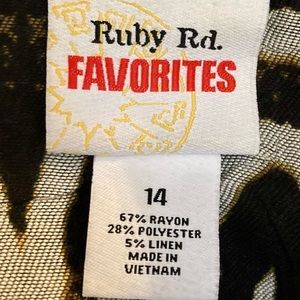 Ruby Rd.
FAVORITES
14
67% RAYON
28% POLYESTER
5% LINEN
MADE IN
VIETNAM